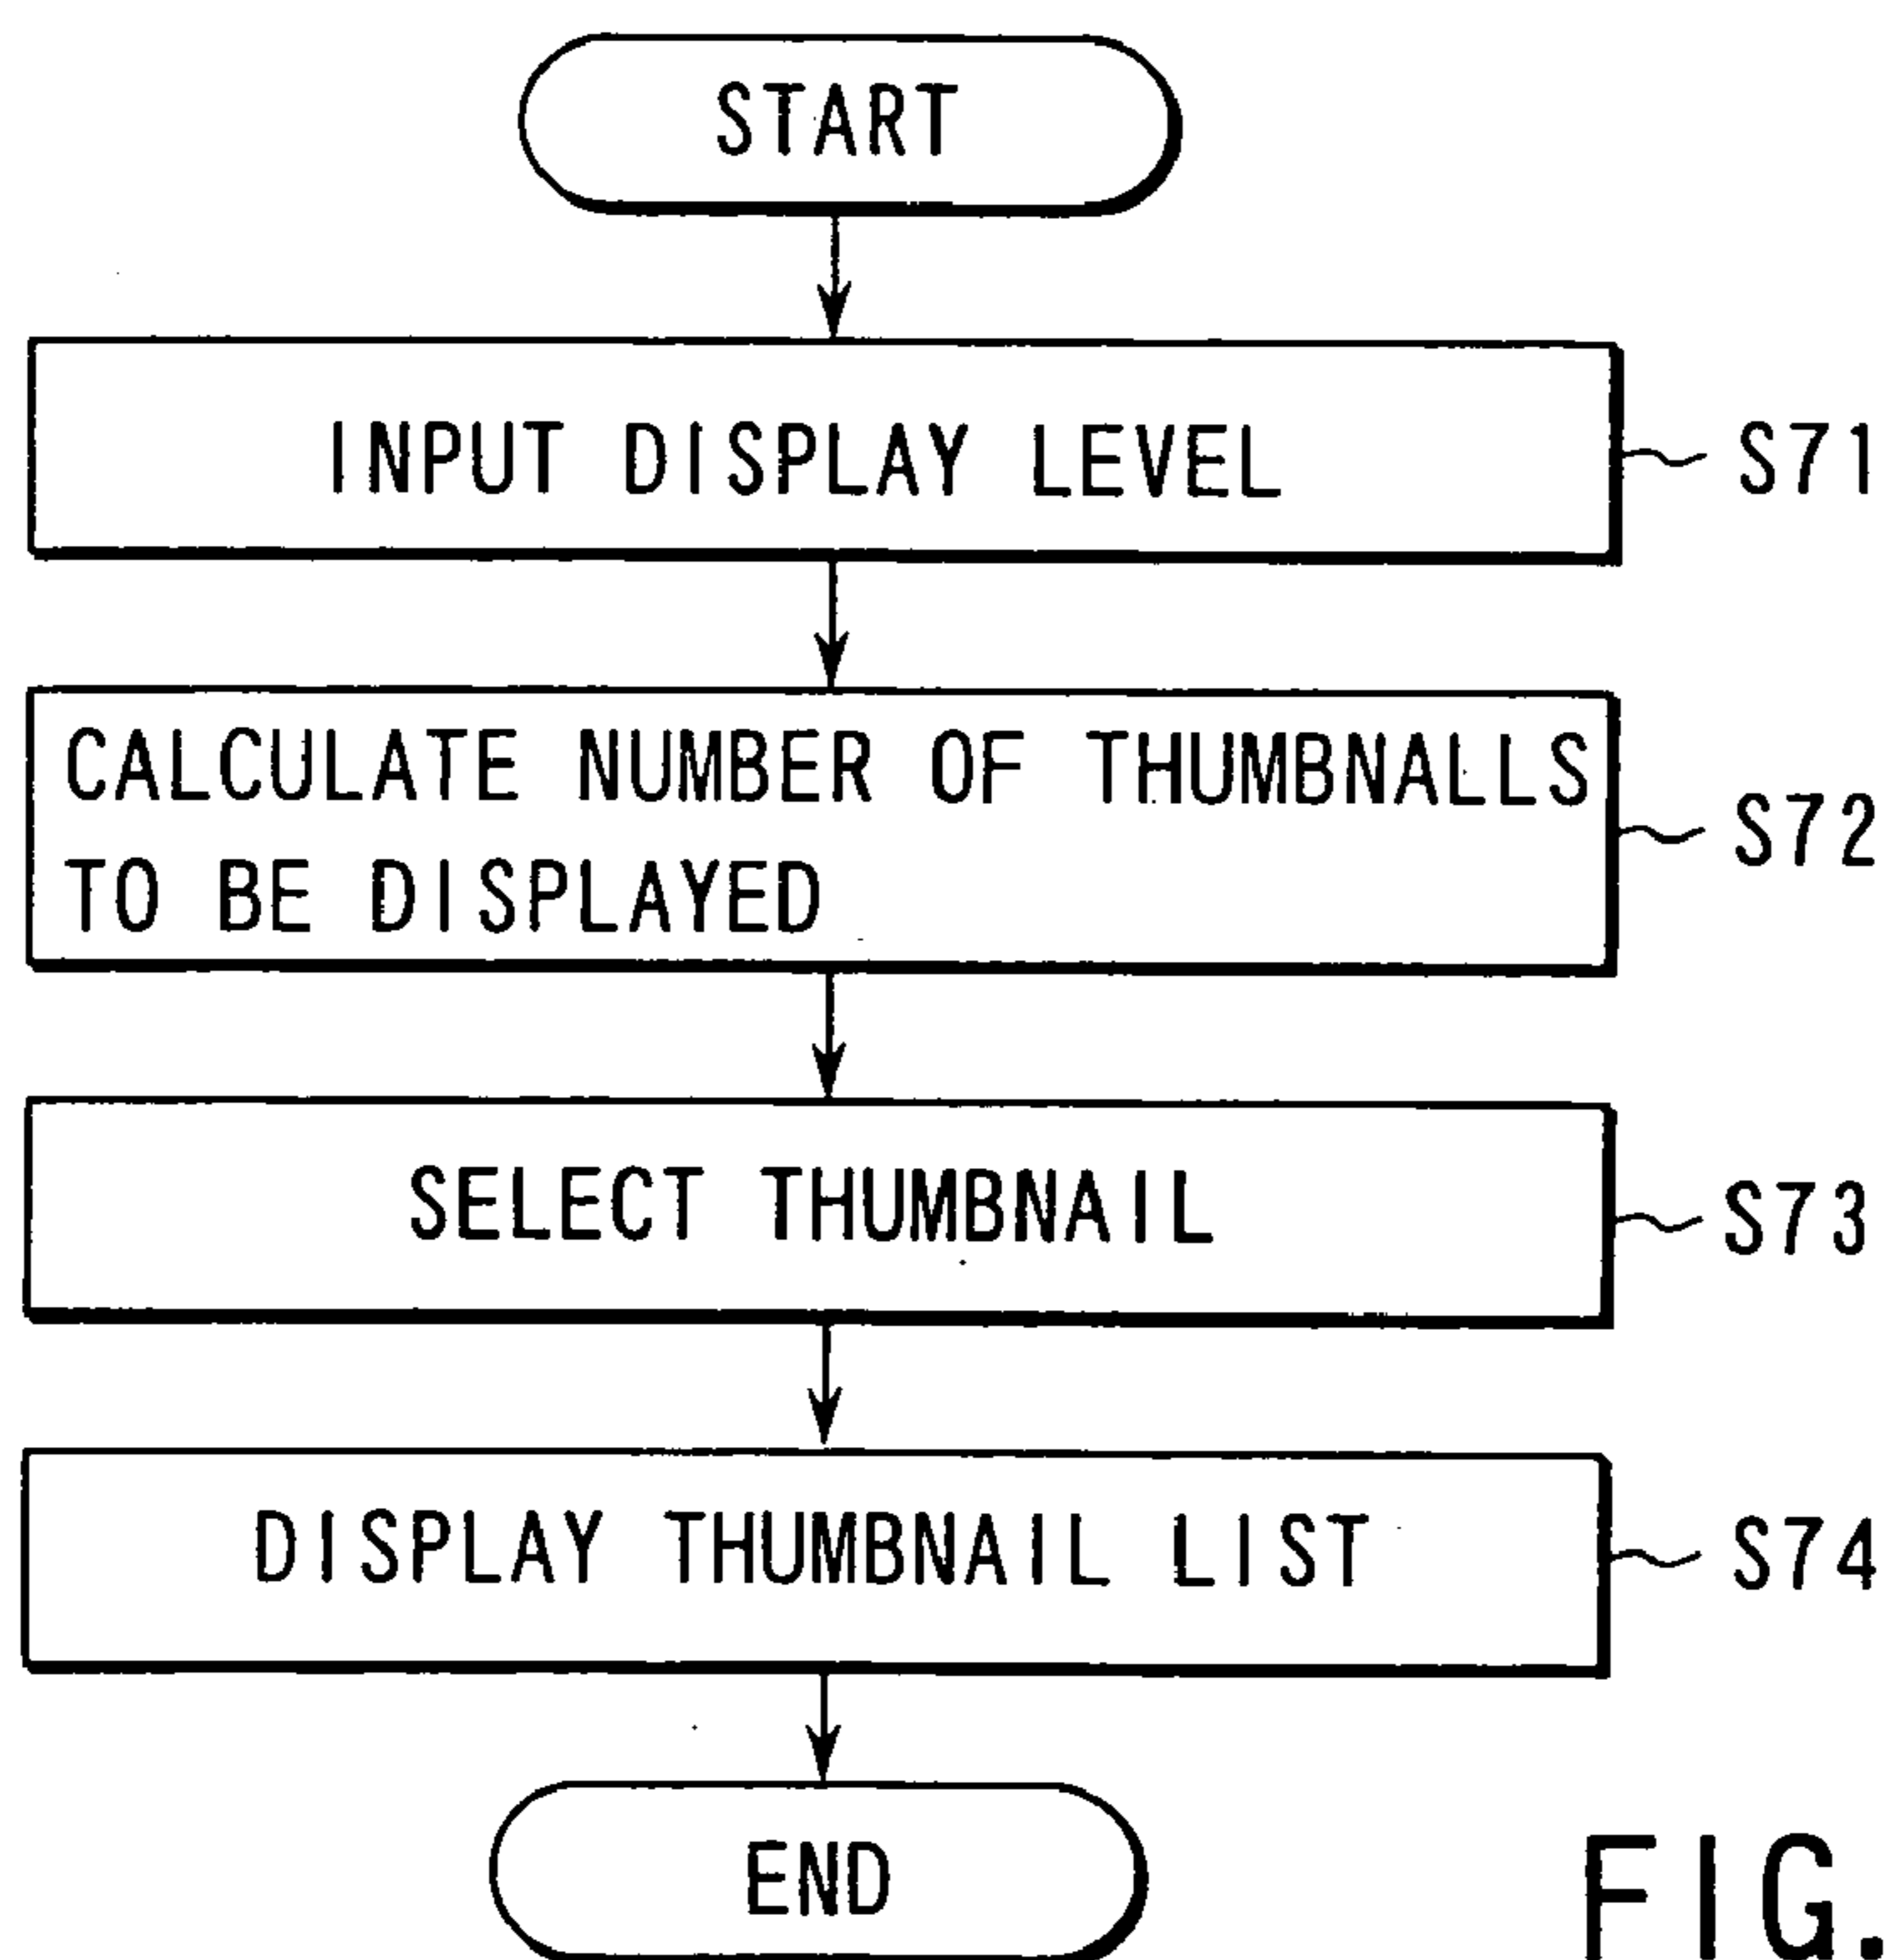 START
INPUT DISPLAY LEVEL
S71
CALCULATE NUMBER OF THUMBNALLS
TO BE DISPLAYED
S72
SELECT THUMBNAIL
S73
DISPLAY THUMBNAIL LIST
S74
END
FIG.